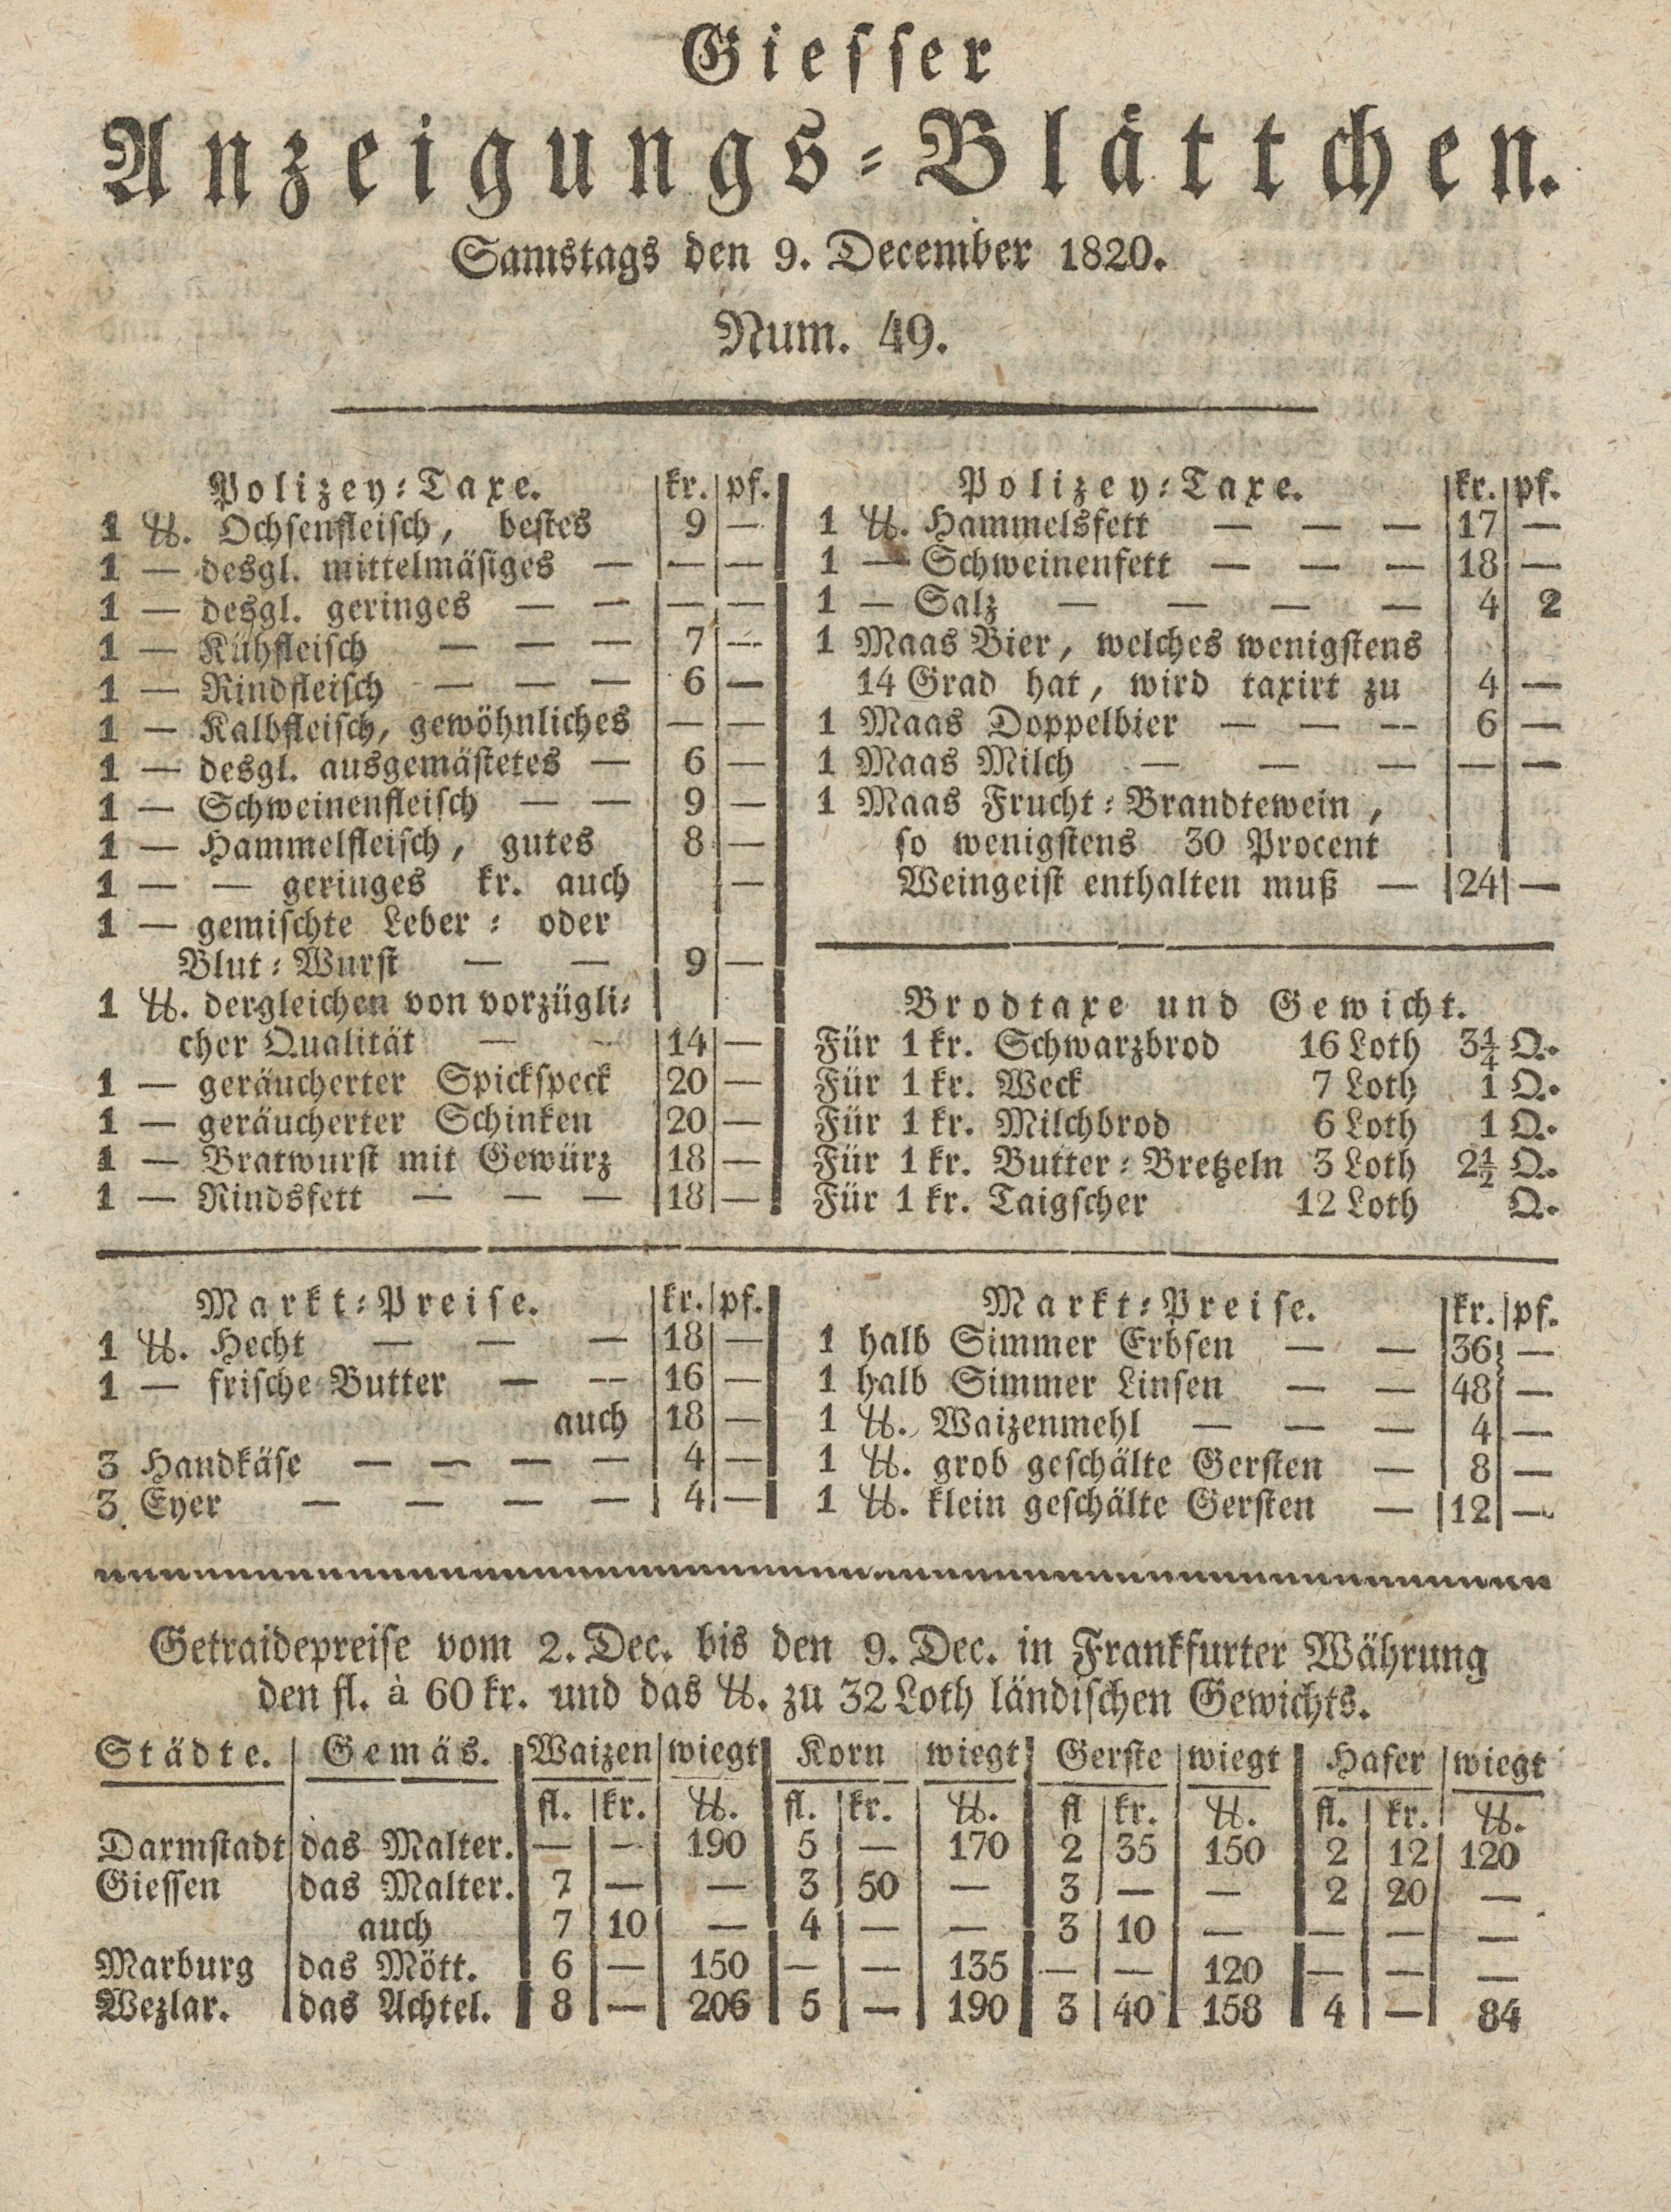 Giesser
Anzeigungs-Blättchen.
Samstags den 9. December 1820.
Num. 49.
Polizey-Taxe. kr. pf.
1 ℔. Ochsenfleisch, bestes 9 —
1 — desgl. mittelmäsiges — — —
1 — desgl. geringes — — — —
1 — Kühfleisch — — — 7 —
1 — Rindfleisch — — — 6 —
1 — Kalbfleisch, gewöhnliches — —
1 — desgl. ausgemästetes — 6 —
1 — Schweinenfleisch — — 9 —
1 — Hammelfleisch, gutes 8 —
1 — — geringes kr. auch —
1 — gemischte Leber- oder
Blut-Wurst — — 9 —
1 ℔. dergleichen von vorzügli-
cher Qualität — — 14 —
1 — geräucherter Spickspeck 20 —
1 — geräucherter Schinken 20 —
1 — Bratwurst mit Gewürz 18 —
1 — Rindsfett — — — 18 —
Polizey-Taxe. kr. pf.
1 ℔. Hammelsfett — — — 17 —
1 — Schweinenfett — — — 18 —
1 — Salz — — — — 4 2
1 Maas Bier, welches wenigstens
14 Grad hat, wird taxirt zu 4 —
1 Maas Doppelbier — — — 6 —
1 Maas Milch — — — — —
1 Maas Frucht-Brandtewein,
so wenigstens 30 Procent
Weingeist enthalten muß — 24 —
Brodtaxe und Gewicht.
Für 1 kr. Schwarzbrod 16 Loth 3¼ Q.
Für 1 kr. Weck 7 Loth 1 Q.
Für 1 kr. Milchbrod 6 Loth 1 Q.
Für 1 kr. Butter-Bretzeln 3 Loth 2½ Q.
Für 1 kr. Taigscher 12 Loth Q.
Markt-Preise. kr. pf.
1 ℔. Hecht — — — 18 —
1 — frische Butter — — 16 —
auch 18 —
3 Handkäse — — — — 4 —
3 Eyer — — — — 4 —
Markt-Preise. kr. pf.
1 halb Simmer Erbsen — — 36 —
1 halb Simmer Linsen — — 48 —
1 ℔. Waizenmehl — — — 4 —
1 ℔. grob geschälte Gersten — 8 —
1 ℔. klein geschälte Gersten — 12 —
Getraidepreise vom 2. Dec. bis den 9. Dec. in Frankfurter Währung
den fl. à 60 kr. und das ℔. zu 32 Loth ländischen Gewichts.
Städte. Gemäs. Waizen wiegt Korn wiegt Gerste wiegt Hafer wiegt
fl. kr. ℔. fl. kr. ℔. fl kr. ℔. fl. kr. ℔.
Darmstadt das Malter. — — 190 5 — 170 2 35 150 2 12 120
Giessen das Malter. 7 — — 3 50 — 3 — — 2 20 —
auch 7 10 — 4 — — 3 10 — — — —
Marburg das Mött. 6 — 150 — — 135 — — 120 — — —
Wezlar. das Achtel. 8 — 206 5 — 190 3 40 158 4 — 84